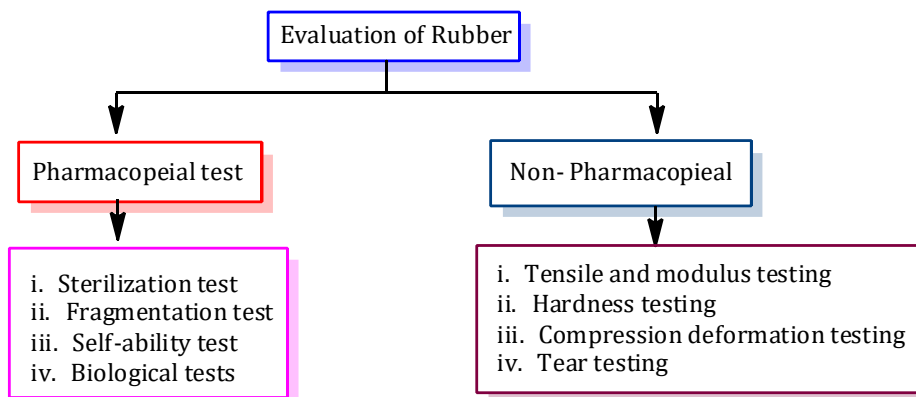 Evaluation of Rubber
Pharmacopeial test
Non- Pharmacopieal
i. Sterilization test
ii. Fragmentation test
iii. Self-ability test
iv. Biological tests
i. Tensile and modulus testing
ii. Hardness testing
iii. Compression deformation testing
iv. Tear testing